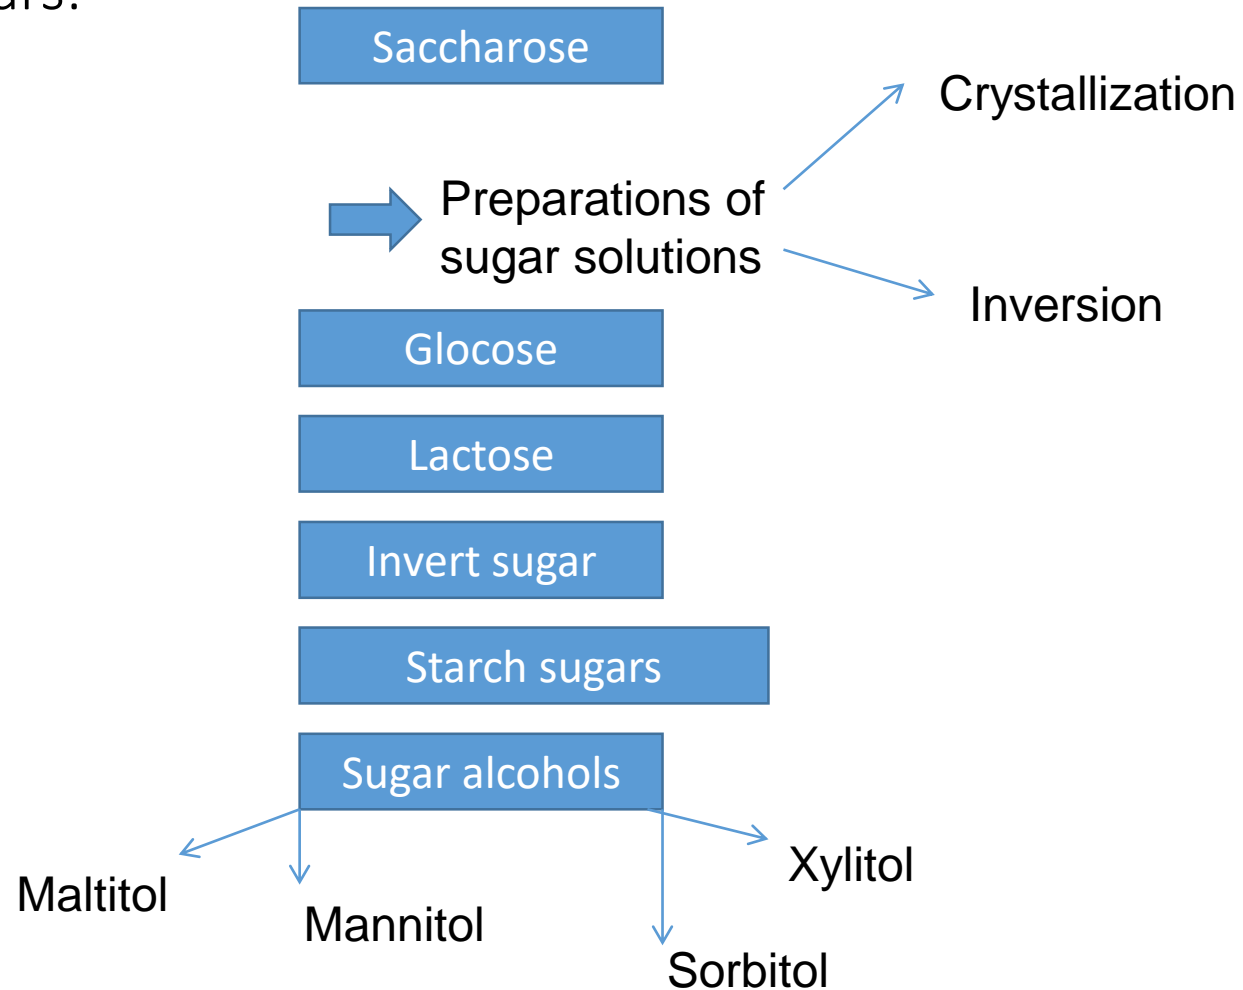 Saccharose
Crystallization
Preparations of
sugar solutions
Inversion
Glocose
Lactose
Invert sugar
Starch sugars
Sugar alcohols
Xylitol
Maltitol
Mannitol
Sorbitol